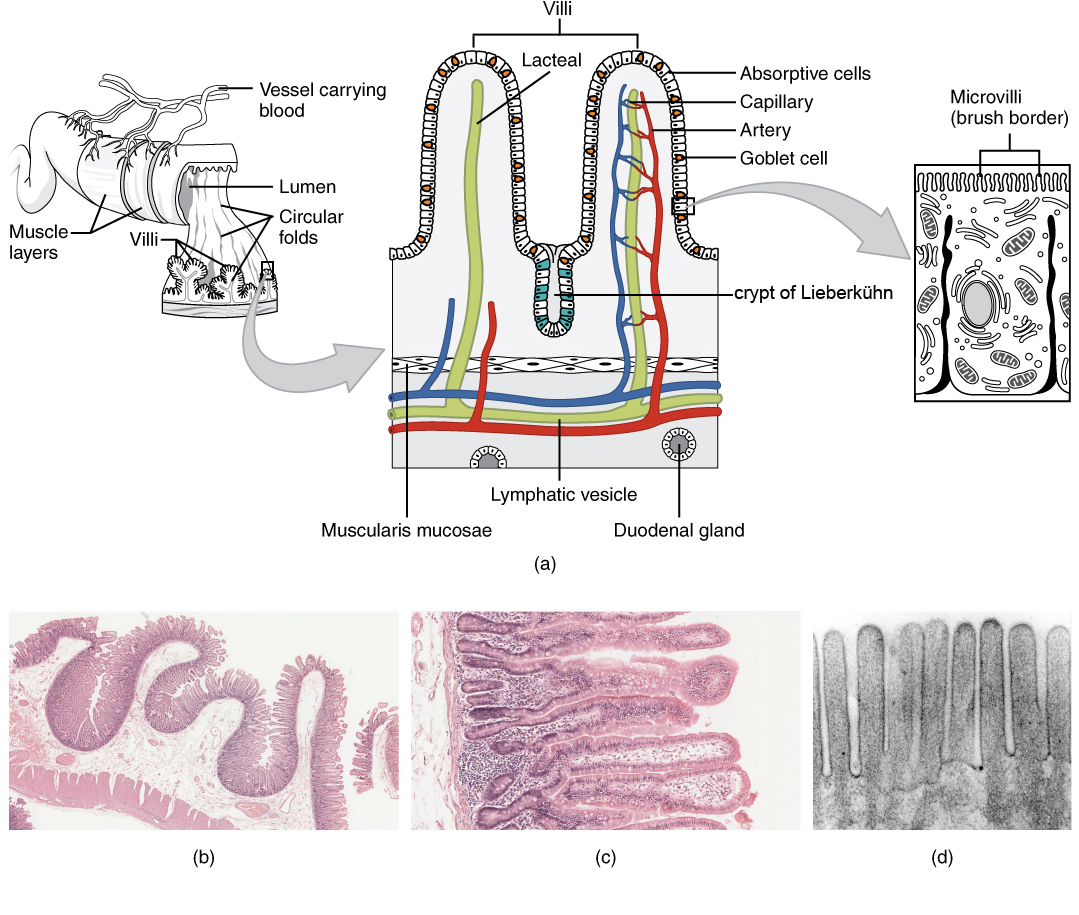 Villi
Lacteal
Vessel carrying
blood
Absorptive cells
Capillary
Artery
Goblet cell
Microvilli
(brush border)
Lumen
Circular
folds
Muscle
layers
Villi
crypt of Lieberkühn
Lymphatic vesicle
Muscularis mucosae
Duodenal gland
(a)
(b)
(c)
(d)